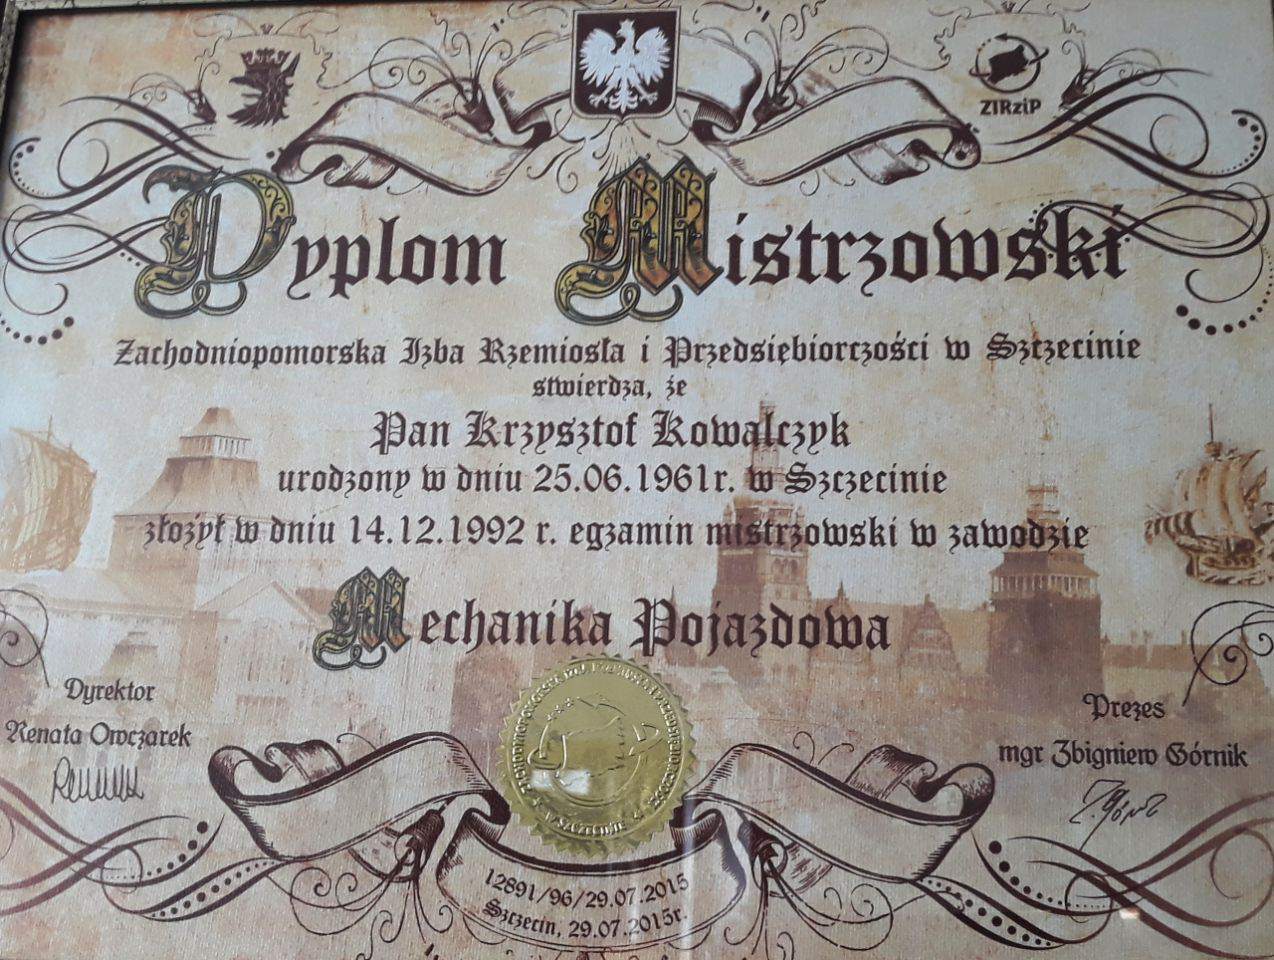 ZIRziP
Dyplom Mistrzowski
Zachodniopomorska Izba Rzemiosła i Przedsiębiorczości w Szczecinie
stwierdza, że
Pan Krzysztof Kowalczyk
urodzony w dniu 25.06.1961r. w Szczecinie
złożył w dniu 14.12.1992 r. egzamin mistrzowski w zawodzie
Mechanika Pojazdowa
Dyrektor
Renata Owczarek
Prezes
mgr Zbigniew Górnik
W SZCZECINIE
12891/96/29.07.2015
Szczecin, 29.07.2015r.